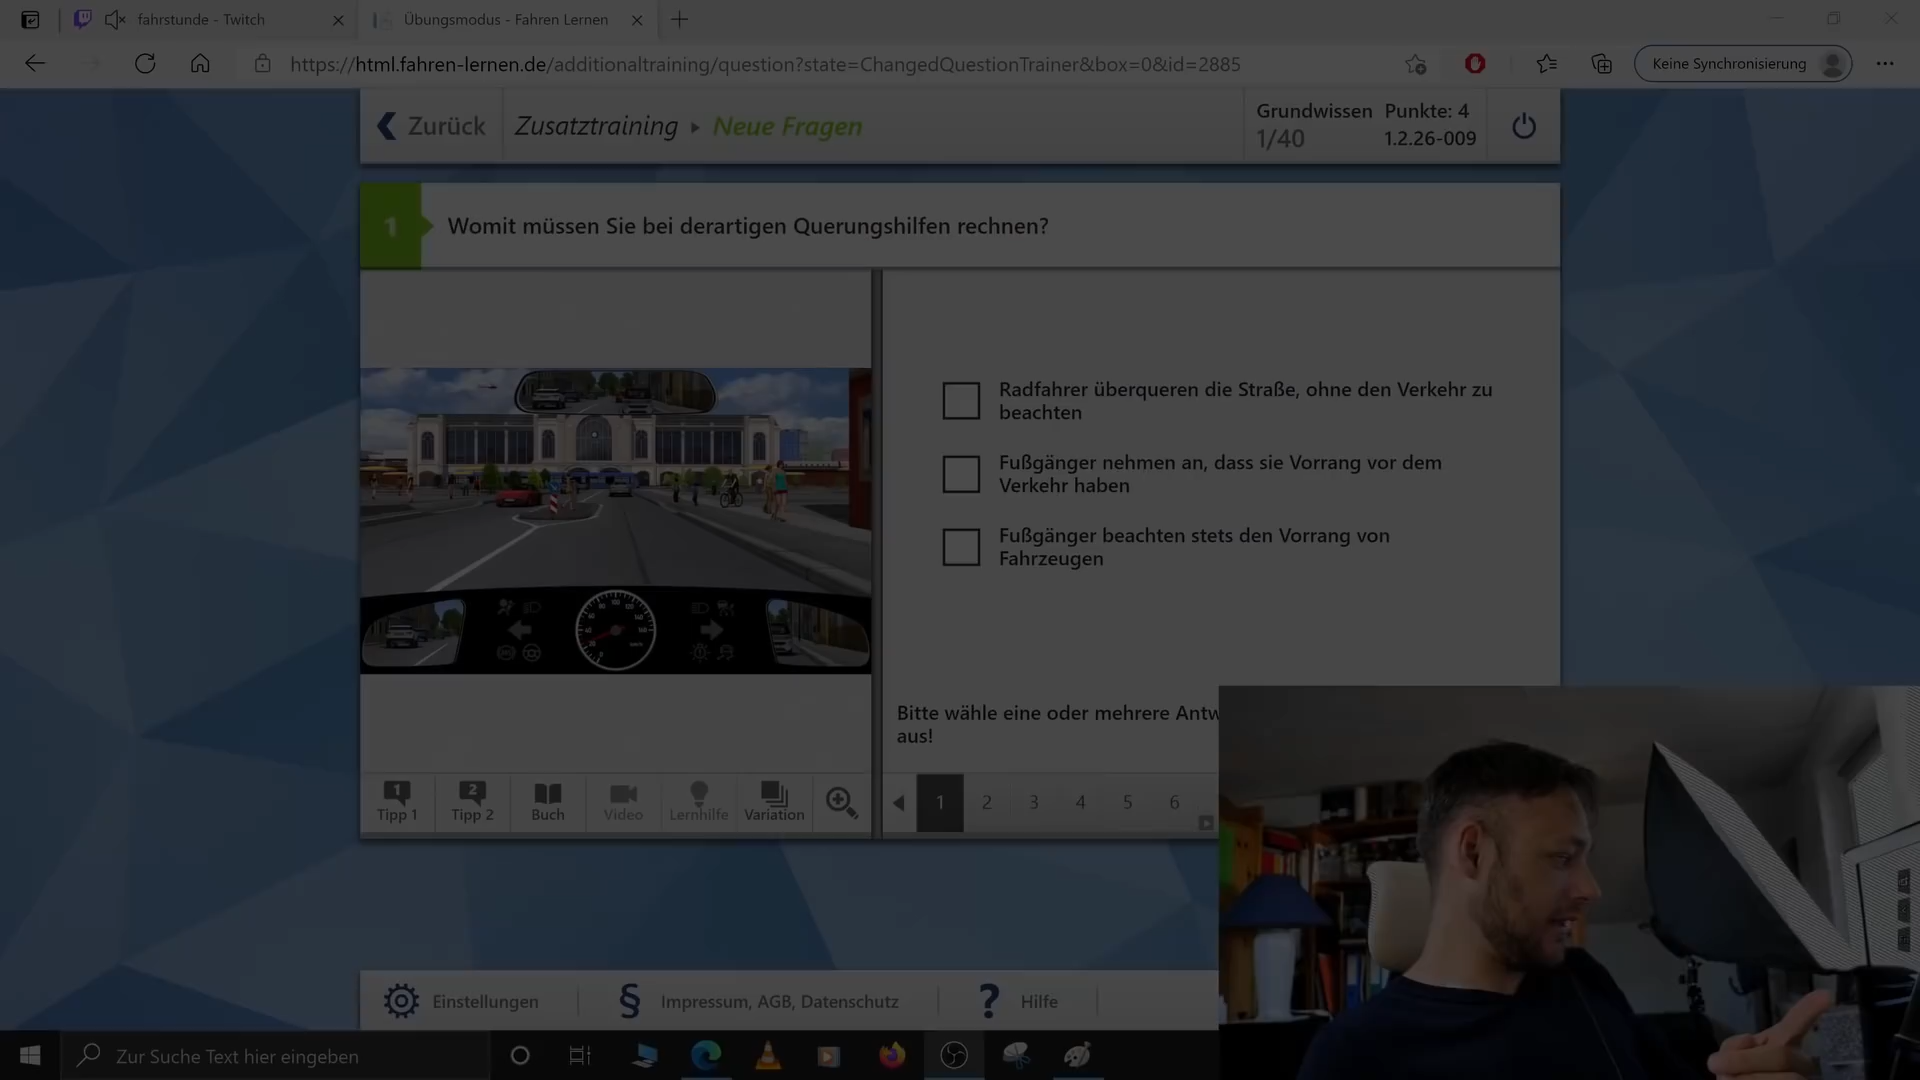 fahrstunde - Twitch
Übungsmodus - Fahren Lernen
https://html.fahren-lernen.de/additionaltraining/question?state=ChangedQuestionTrainer&box=0&id=2885
Keine Synchronisierung
Zurück
Zusatztraining ▸ Neue Fragen
Grundwissen Punkte: 4
1/40 1.2.26-009
1 Womit müssen Sie bei derartigen Querungshilfen rechnen?
Radfahrer überqueren die Straße, ohne den Verkehr zu
beachten
Fußgänger nehmen an, dass sie Vorrang vor dem
Verkehr haben
Fußgänger beachten stets den Vorrang von
Fahrzeugen
Bitte wähle eine oder mehrere Antw
aus!
1 2
Tipp 1 Tipp 2 Buch Video Lernhilfe Variation
1 2 3 4 5 6
Einstellungen § Impressum, AGB, Datenschutz ? Hilfe
Zur Suche Text hier eingeben